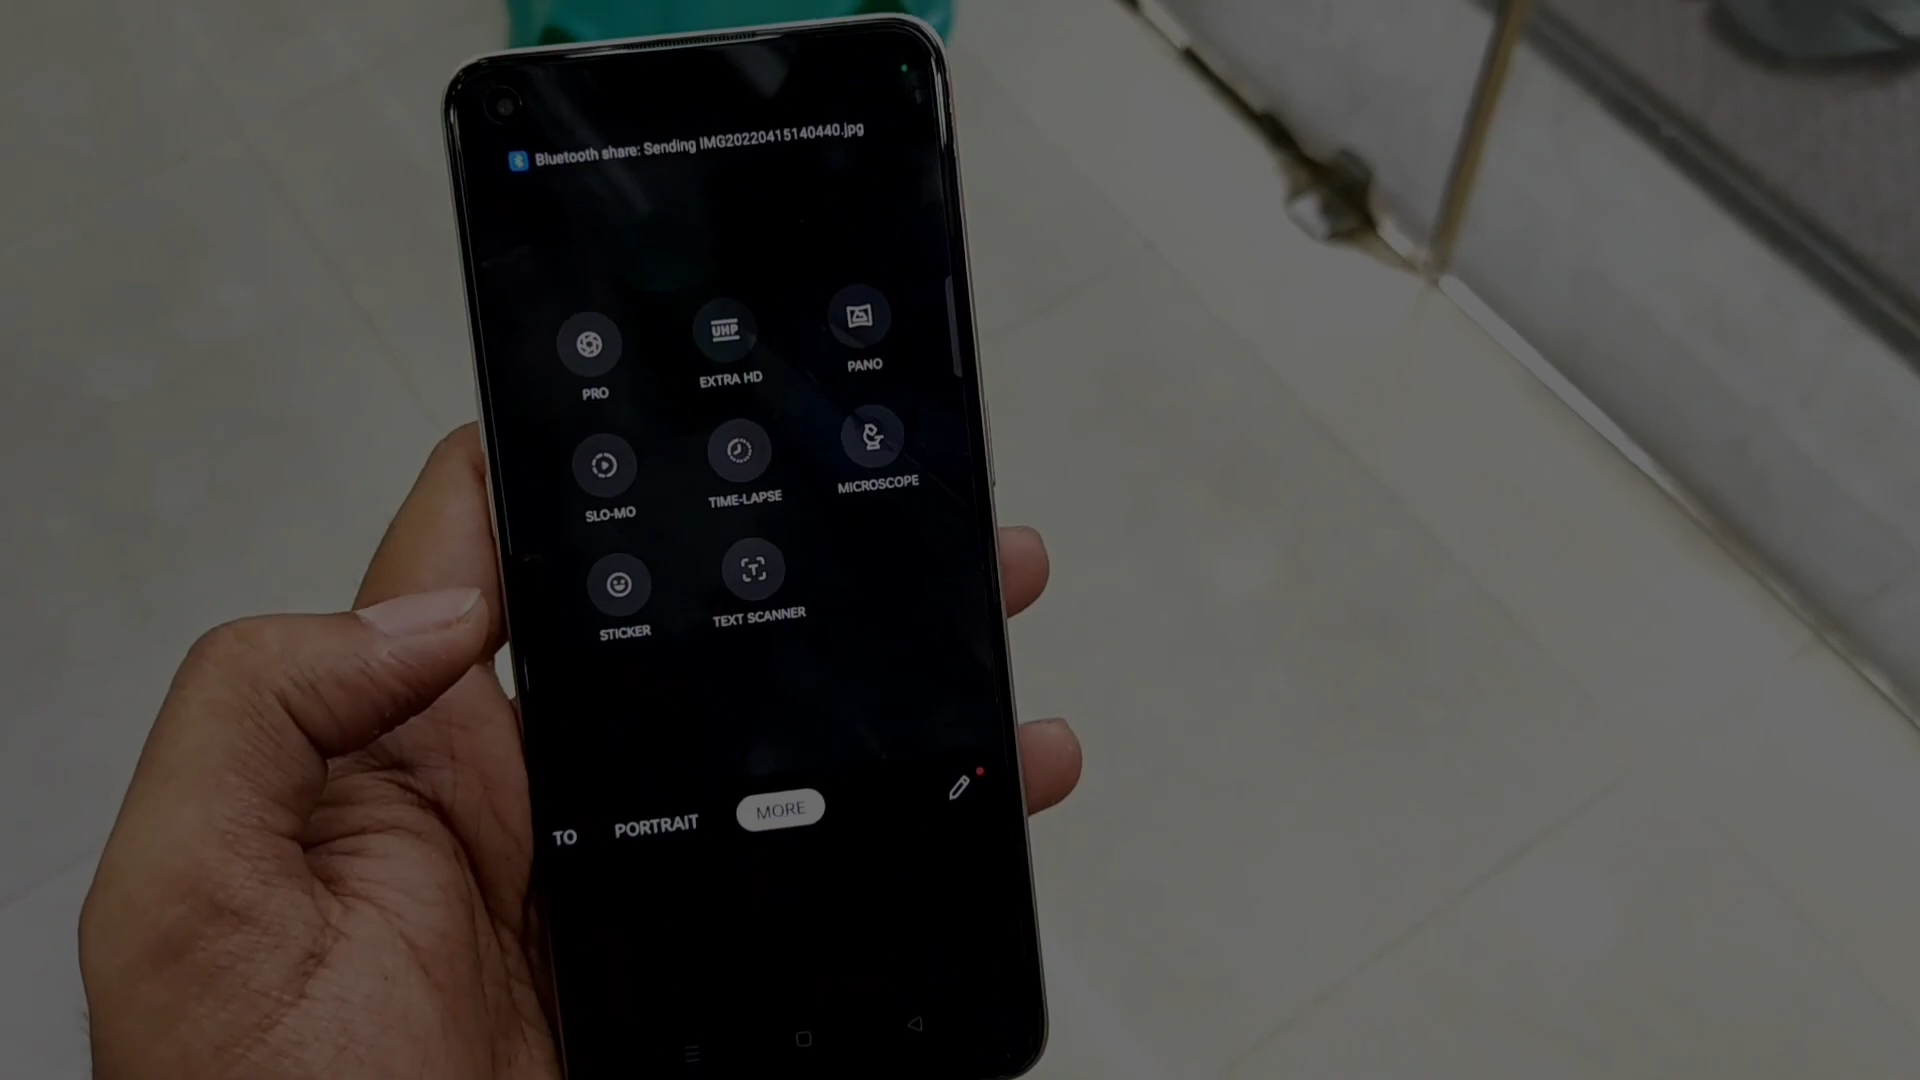 Bluetooth share: Sending IMG20220415140440.jpg
UHP
PRO
EXTRA HD
PANO
SLO-MO
TIME-LAPSE
MICROSCOPE
T
STICKER
TEXT SCANNER
TO
PORTRAIT
MORE